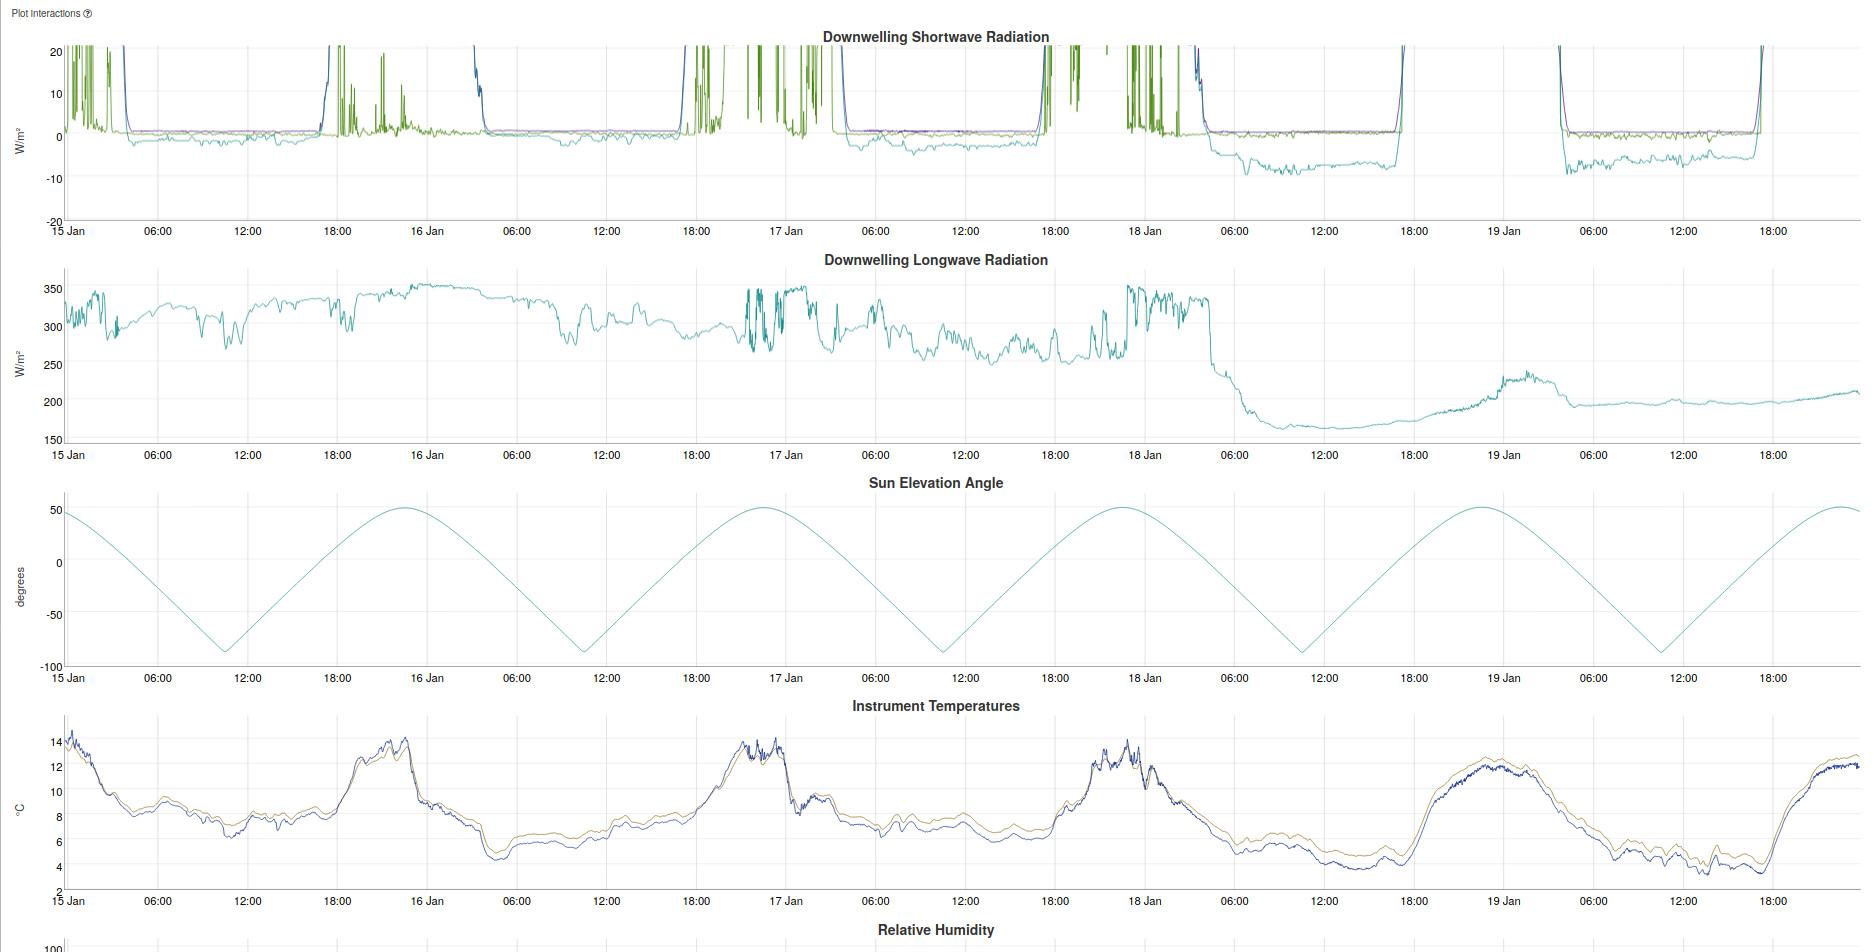 Plot Interactions
Downwelling Shortwave Radiation
20
10
0
-10
-20
W/m²
15 Jan 06:00 12:00 18:00 16 Jan 06:00 12:00 18:00 17 Jan 06:00 12:00 18:00 18 Jan 06:00 12:00 18:00 19 Jan 06:00 12:00 18:00
Downwelling Longwave Radiation
350
300
250
200
150
W/m²
15 Jan 06:00 12:00 18:00 16 Jan 06:00 12:00 18:00 17 Jan 06:00 12:00 18:00 18 Jan 06:00 12:00 18:00 19 Jan 06:00 12:00 18:00
Sun Elevation Angle
50
0
-50
-100
degrees
15 Jan 06:00 12:00 18:00 16 Jan 06:00 12:00 18:00 17 Jan 06:00 12:00 18:00 18 Jan 06:00 12:00 18:00 19 Jan 06:00 12:00 18:00
Instrument Temperatures
14
12
10
8
6
4
2
°C
15 Jan 06:00 12:00 18:00 16 Jan 06:00 12:00 18:00 17 Jan 06:00 12:00 18:00 18 Jan 06:00 12:00 18:00 19 Jan 06:00 12:00 18:00
Relative Humidity
100